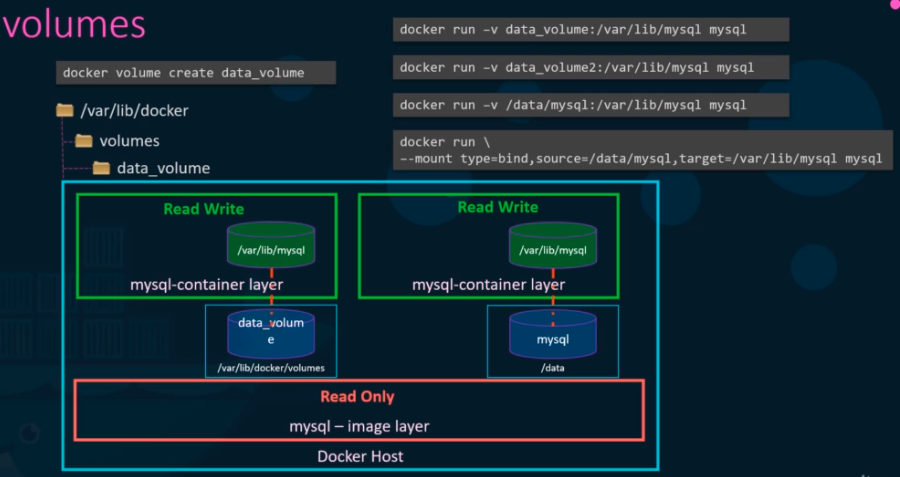 volumes
docker volume create data_volume
/var/lib/docker
volumes
data_volume
docker run -v data_volume:/var/lib/mysql mysql
docker run -v data_volume2:/var/lib/mysql mysql
docker run -v /data/mysql:/var/lib/mysql mysql
docker run \
--mount type=bind,source=/data/mysql,target=/var/lib/mysql mysql
Read Write
/var/lib/mysql
mysql-container layer
data_volum
e
/var/lib/docker/volumes
Read Write
/var/lib/mysql
mysql-container layer
mysql
/data
Read Only
mysql – image layer
Docker Host